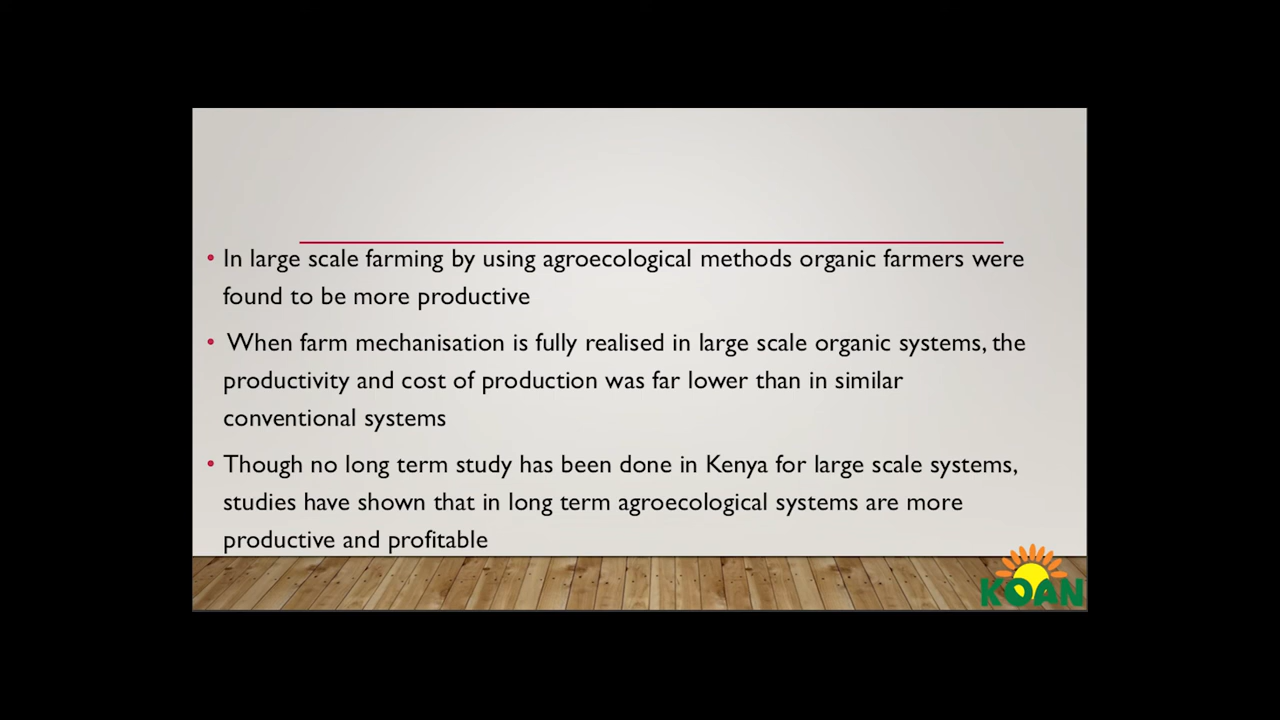 • In large scale farming by using agroecological methods organic farmers were
found to be more productive
• When farm mechanisation is fully realised in large scale organic systems, the
productivity and cost of production was far lower than in similar
conventional systems
• Though no long term study has been done in Kenya for large scale systems,
studies have shown that in long term agroecological systems are more
productive and profitable
KOAN